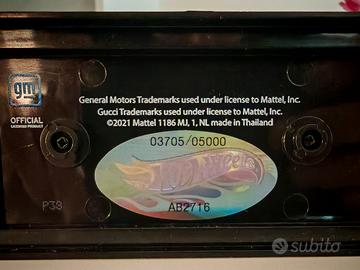 gm
OFFICIAL
LICENSED PRODUCT
General Motors Trademarks used under license to Mattel, Inc.
Gucci Trademarks used under license to Mattel, Inc.
©2021 Mattel 1186 MJ, 1, NL made in Thailand
03705/05000
Hot Wheels
AB2716
P33
subito